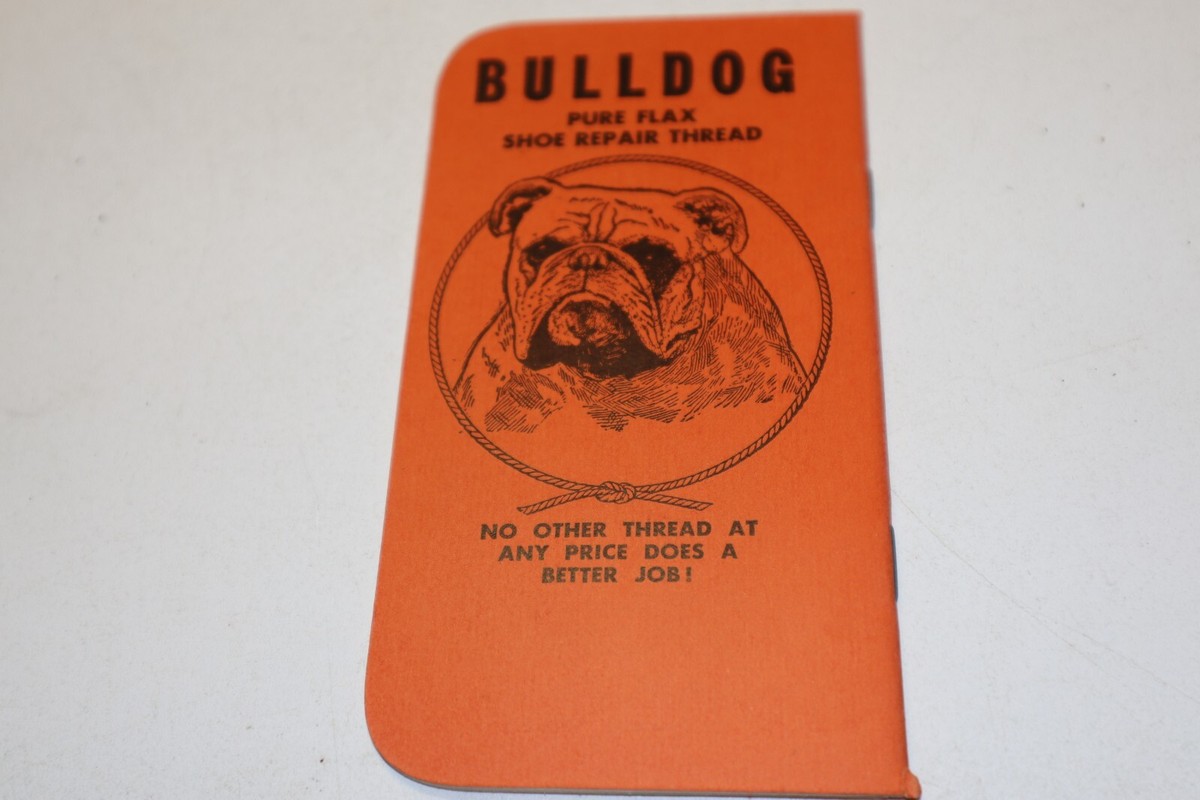 BULLDOG
PURE FLAX
SHOE REPAIR THREAD
NO OTHER THREAD AT
ANY PRICE DOES A
BETTER JOB!